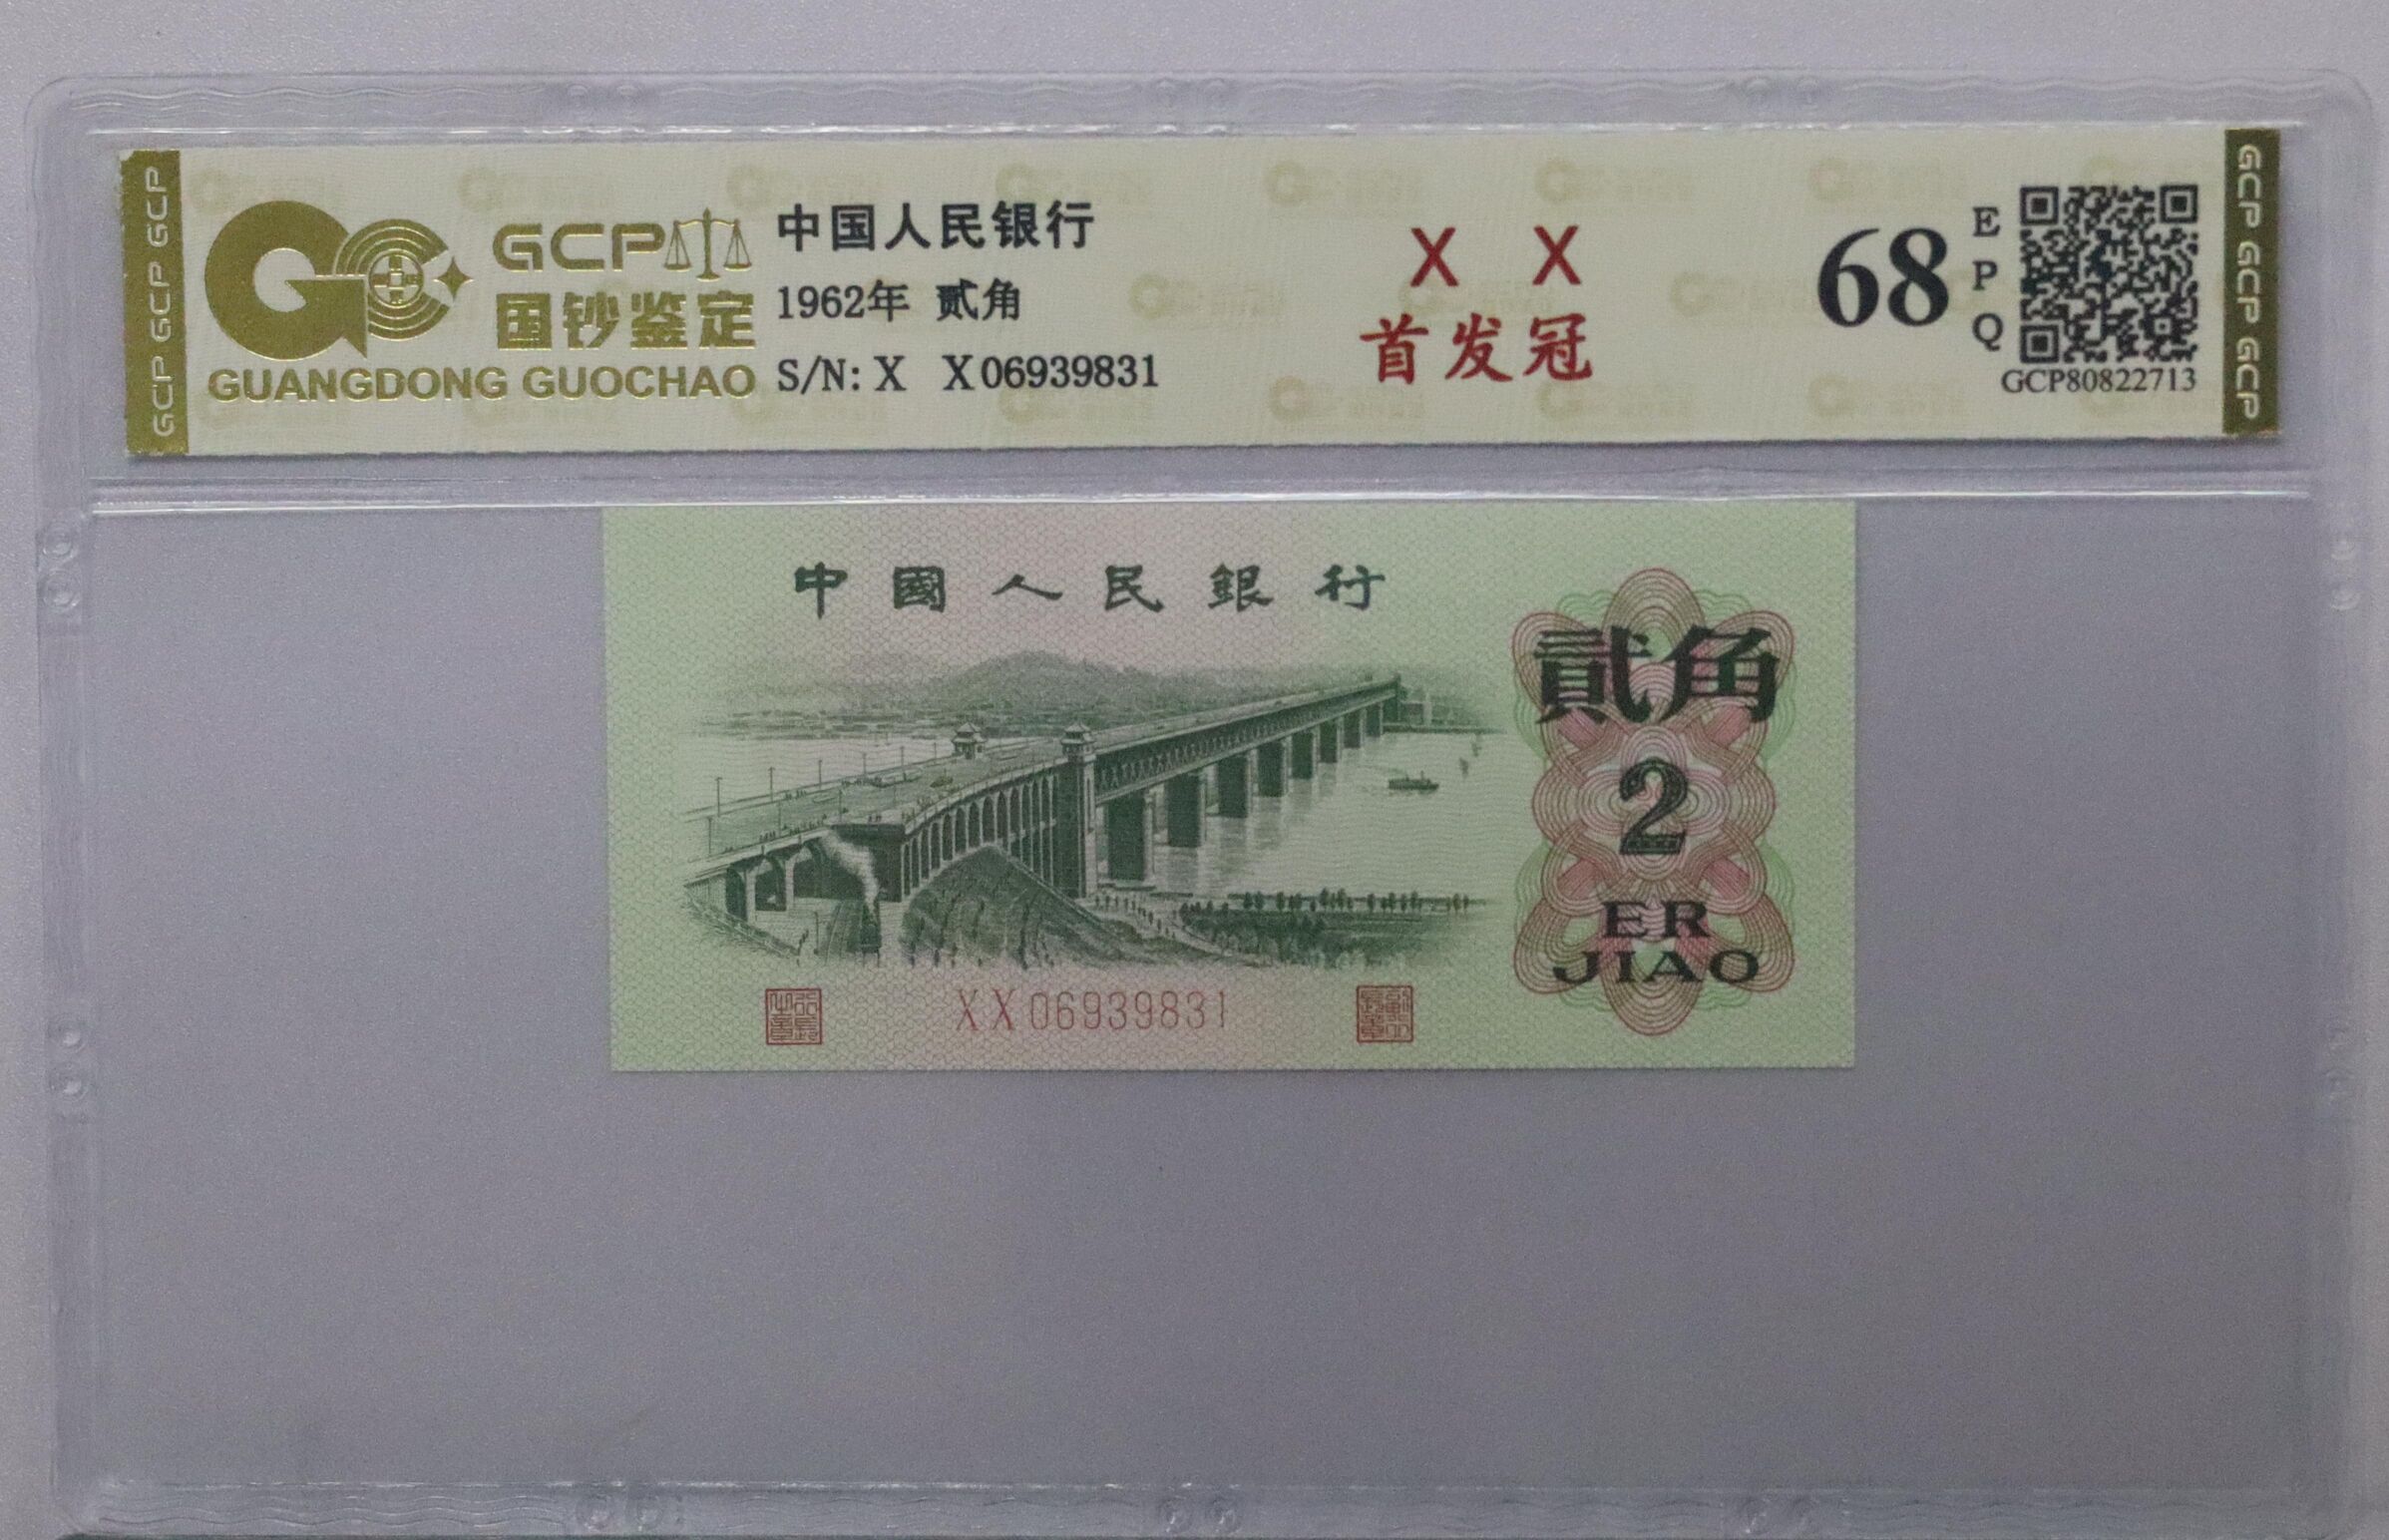 GCP GCP GCP
GCP
国钞鉴定
GUANGDONG GUOCHAO
中国人民银行
1962年 贰角
S/N: X X06939831
X X
首发冠
68
EPQ
GCP80822713
GCP GCP GCP
中國人民銀行
貳角
2
ER
JIAO
XX06939831